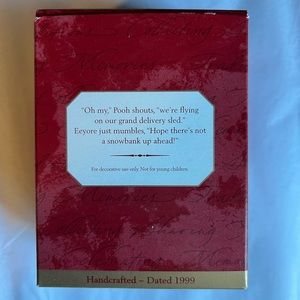 "Oh my," Pooh shouts, "we're flying
on our grand delivery sled."
Eeyore just mumbles, "Hope there's not
a snowbank up ahead!"
For decorative use only. Not for young children.
Handcrafted – Dated 1999